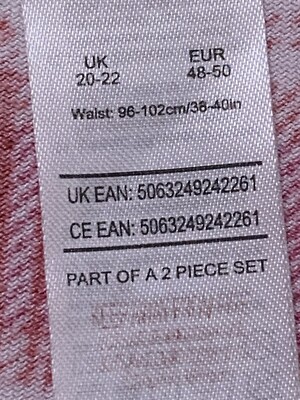 UK EUR
20-22 48-50
Waist: 96-102cm/38-40in
UK EAN: 5063249242261
CE EAN: 5063249242261
PART OF A 2 PIECE SET